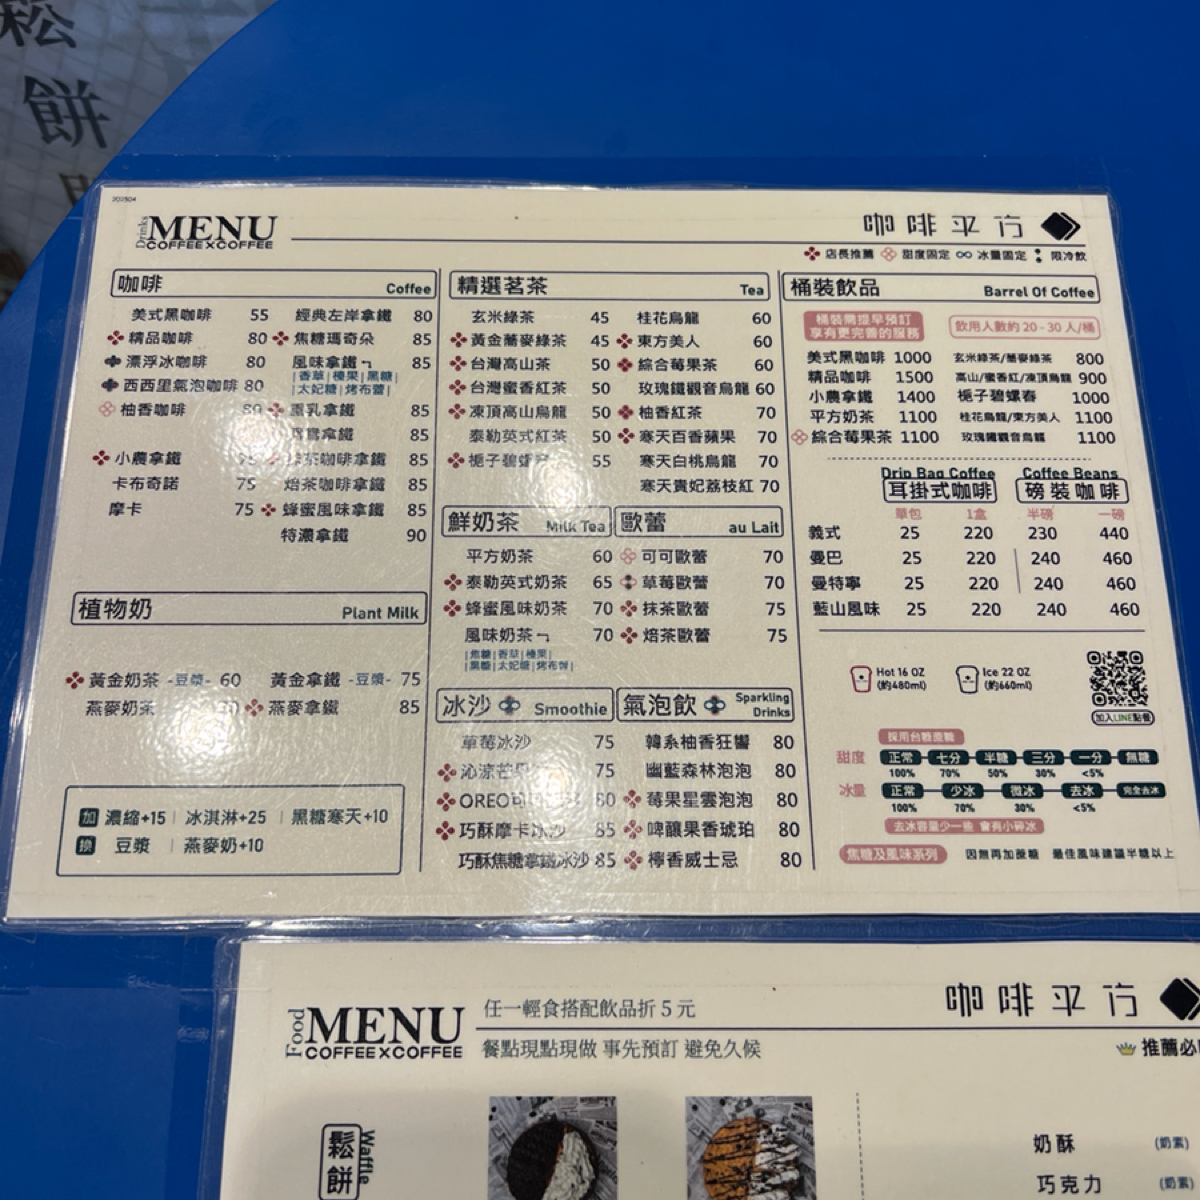 鬆
餅
202504
Drinks MENU
COFFEE×COFFEE
咖啡平方
店長推薦 甜度固定 冰量固定 限冷飲
咖啡 Coffee
美式黑咖啡 55
精品咖啡 80
漂浮冰咖啡 80
西西里氣泡咖啡 80
柚香咖啡 80
小農拿鐵
卡布奇諾 75
摩卡 75
經典左岸拿鐵 80
焦糖瑪奇朵 85
風味拿鐵 85
|香草|榛果|黑糖|
|太妃糖|烤布蕾|
重乳拿鐵 85
鴛鴦拿鐵 85
抹茶咖啡拿鐵 85
焙茶咖啡拿鐵 85
蜂蜜風味拿鐵 85
特濃拿鐵 90
植物奶 Plant Milk
黃金奶茶 -豆漿- 60
燕麥奶茶
黃金拿鐵 -豆漿- 75
燕麥拿鐵 85
加 濃縮+15 | 冰淇淋+25 | 黑糖寒天+10
換 豆漿 | 燕麥奶+10
精選茗茶 Tea
玄米綠茶 45
黃金蕎麥綠茶 45
台灣高山茶 50
台灣蜜香紅茶 50
凍頂高山烏龍 50
泰勒英式紅茶 50
梔子碧螺春 55
桂花烏龍 60
東方美人 60
綜合莓果茶 60
玫瑰鐵觀音烏龍 60
柚香紅茶 70
寒天百香蘋果 70
寒天白桃烏龍 70
寒天貴妃荔枝紅 70
鮮奶茶 Milk Tea
平方奶茶 60
泰勒英式奶茶 65
蜂蜜風味奶茶 70
風味奶茶 70
|焦糖|香草|榛果|
|黑糖|太妃糖|烤布蕾|
歐蕾 au Lait
可可歐蕾 70
草莓歐蕾 70
抹茶歐蕾 75
焙茶歐蕾 75
冰沙 Smoothie
草莓冰沙 75
沁涼芒果 75
OREO可 80
巧酥摩卡冰沙 85
巧酥焦糖拿鐵冰沙 85
氣泡飲 Sparkling Drinks
韓系柚香狂響 80
幽藍森林泡泡 80
莓果星雲泡泡 80
啤釀果香琥珀 80
檸香威士忌 80
桶裝飲品 Barrel Of Coffee
桶裝需提早預訂
享有更完善的服務
飲用人數約 20 - 30 人/桶
美式黑咖啡 1000
精品咖啡 1500
小農拿鐵 1400
平方奶茶 1100
綜合莓果茶 1100
玄米綠茶/蕎麥綠茶 800
高山/蜜香紅/凍頂烏龍 900
梔子碧螺春 1000
桂花烏龍/東方美人 1100
玫瑰鐵觀音烏龍 1100
Drip Bag Coffee Coffee Beans
耳掛式咖啡 磅裝咖啡
單包 1盒 半磅 一磅
義式 25 220 230 440
曼巴 25 220 240 460
曼特寧 25 220 240 460
藍山風味 25 220 240 460
Hot 16 OZ
(約480ml)
Ice 22 OZ
(約660ml)
加入LINE點餐
採用台糖蔗糖
甜度 正常 七分 半糖 三分 一分 無糖
100% 70% 50% 30% <5%
冰量 正常 少冰 微冰 去冰 完全去冰
100% 70% 30% <5%
去冰容量少一些 會有小碎冰
焦糖及風味系列 因無再加蔗糖 最佳風味建議半糖以上
Food MENU
COFFEE×COFFEE
任一輕食搭配飲品折 5 元
餐點現點現做 事先預訂 避免久候
咖啡平方
推薦必
鬆餅 Waffle
奶酥 (奶素)
巧克力 (奶素)